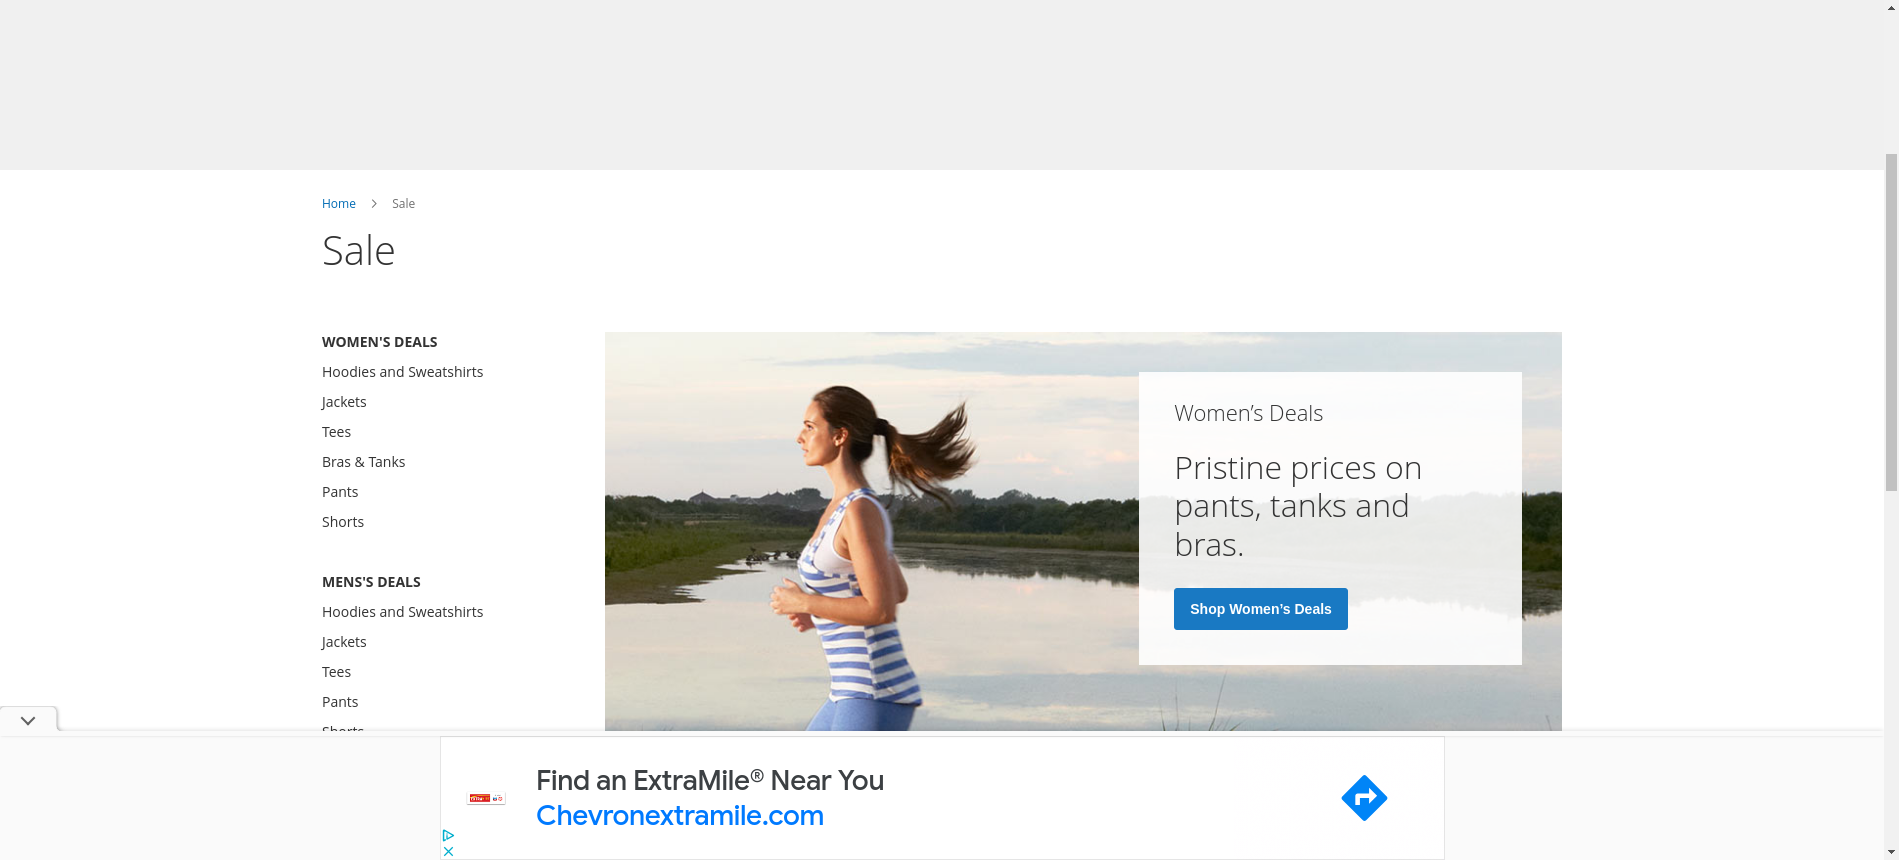 Home
Sale
Sale
WOMEN'S DEALS
Hoodies and Sweatshirts
Jackets
Tees
Bras & Tanks
Pants
Shorts
MENS'S DEALS
Hoodies and Sweatshirts
Jackets
Tees
Pants
Shorts
Women’s Deals
Pristine prices on
pants, tanks and
bras.
Shop Women’s Deals
Find an ExtraMile® Near You
Chevronextramile.com